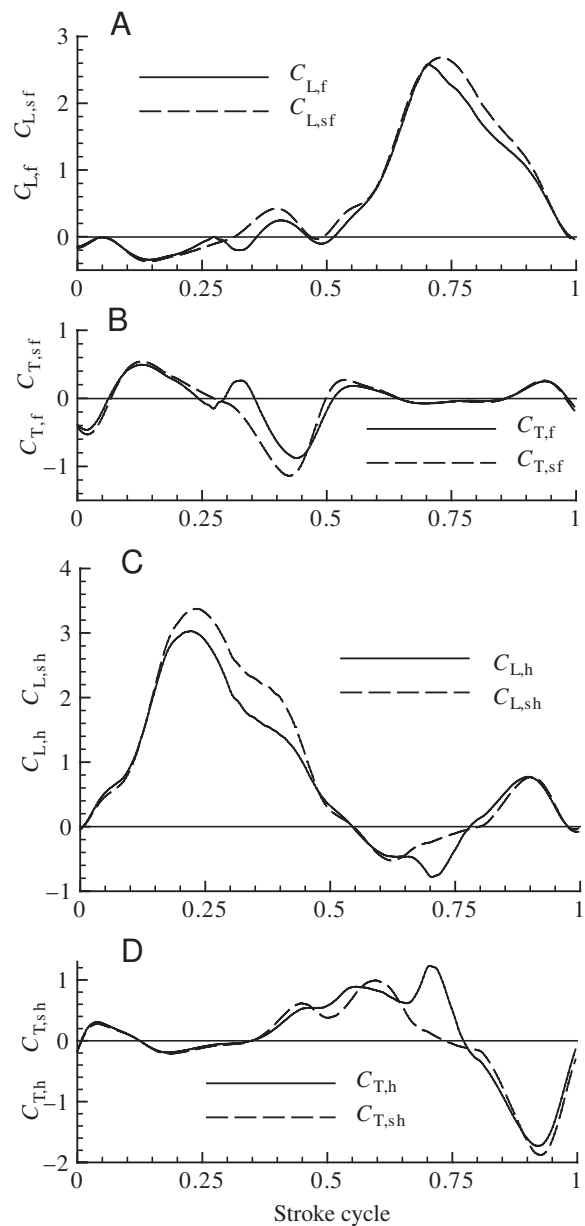 A
C_L,f C_L,sf
3
2
1
0
C_L,f
C_L,sf
0 0.25 0.5 0.75 1
B
C_T,f C_T,sf
1
0
−1
C_T,f
C_T,sf
0 0.25 0.5 0.75 1
C
C_L,h C_L,sh
4
3
2
1
0
−1
C_L,h
C_L,sh
0 0.25 0.5 0.75 1
D
C_T,h C_T,sh
1
0
−1
−2
C_T,h
C_T,sh
0 0.25 0.5 0.75 1
Stroke cycle